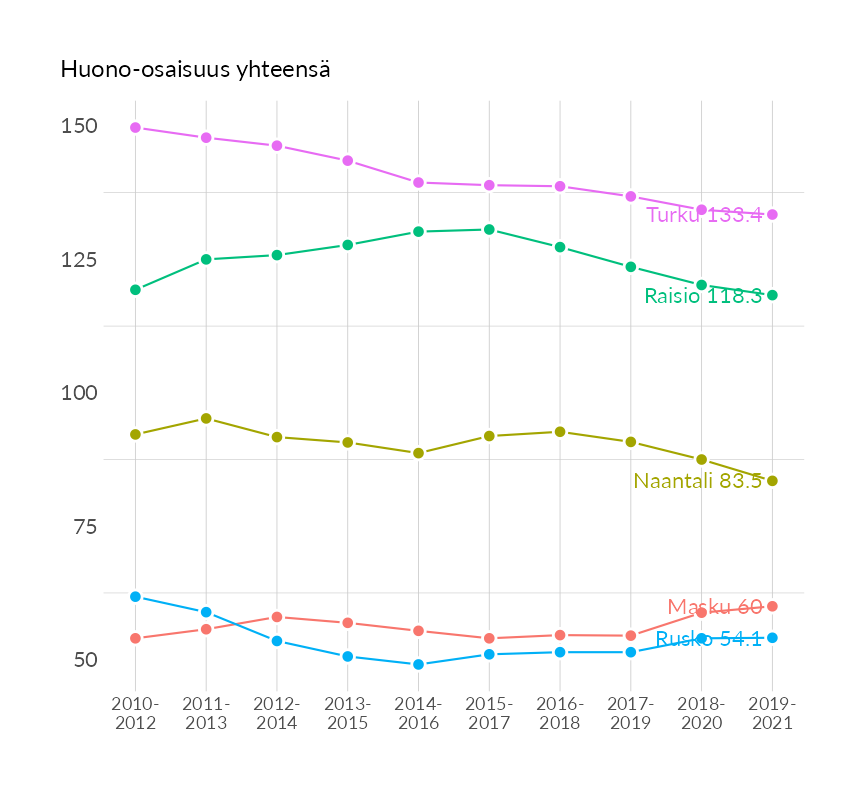 Huono-osaisuus yhteensä
150
Turku 133.4
125
Raisio 118.3
100
Naantali 83.5
75
Masku 60
Rusko 54.1
50
2010- 2011- 2012- 2013- 2014- 2015- 2016- 2017- 2018- 2019-
2012 2013 2014 2015 2016 2017 2018 2019 2020 2021